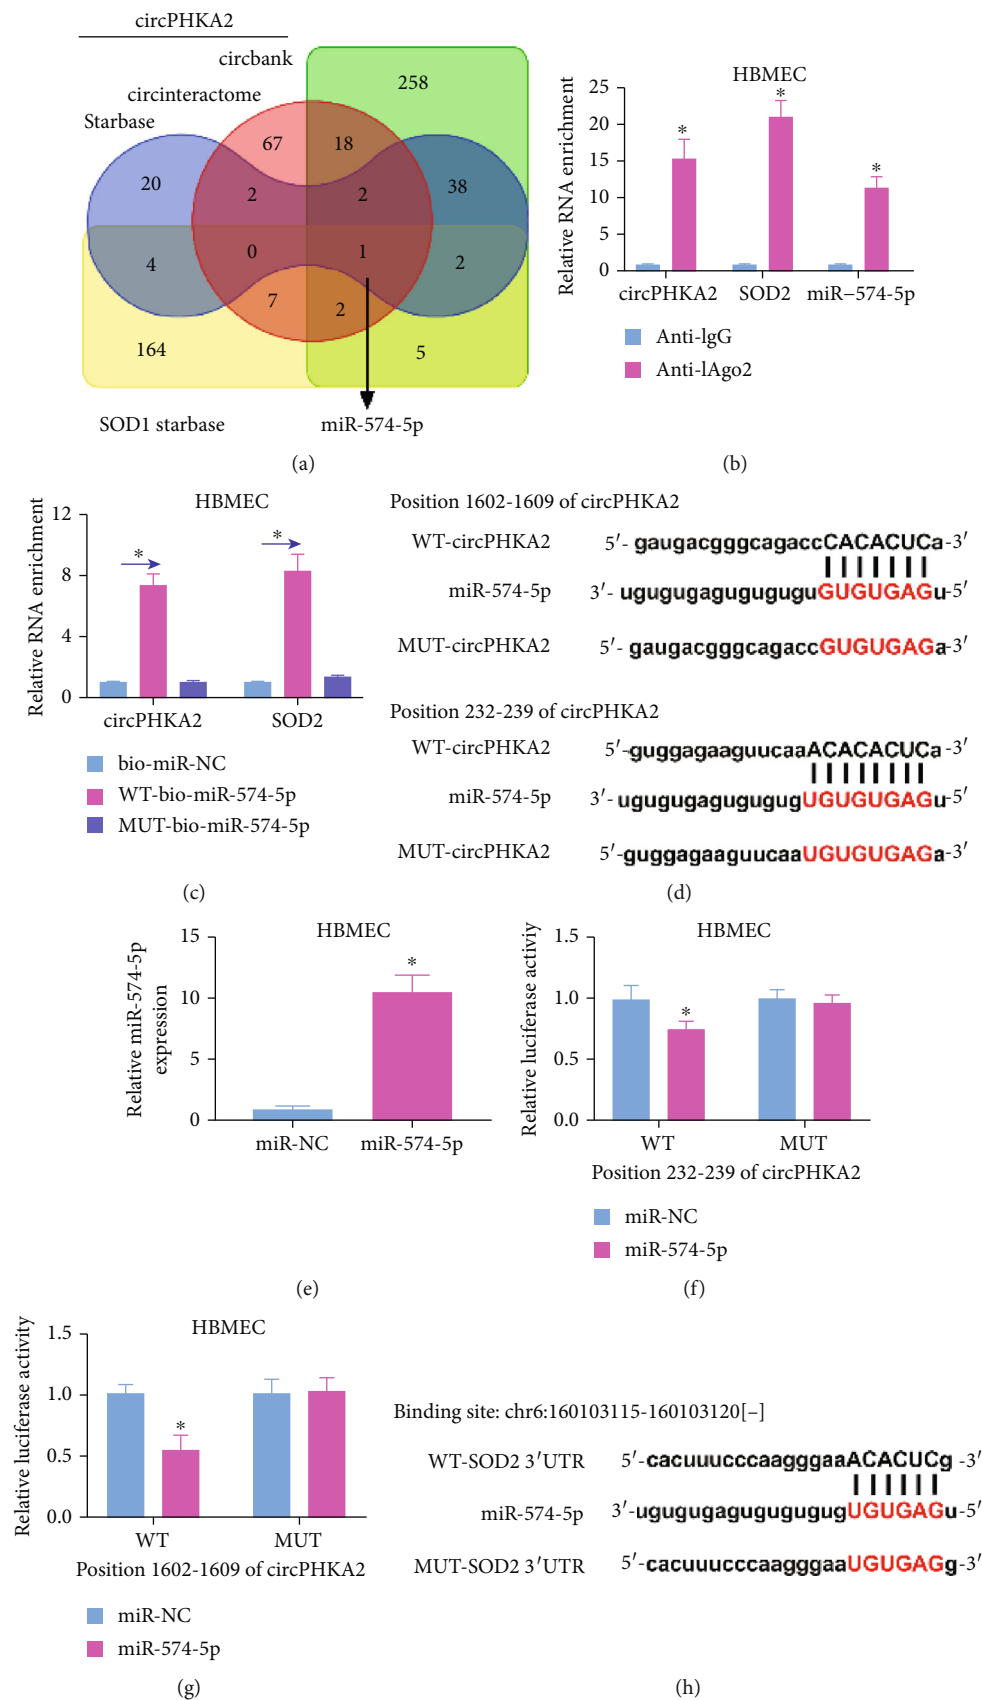 circPHKA2
circbank
circinteractome
Starbase
258
67
18
20
2
2
38
4
0
1
2
7
2
164
5
SOD1 starbase
miR-574-5p
(a)
HBMEC
Relative RNA enrichment
25
20
15
10
5
0
*
*
*
circPHKA2 SOD2 miR−574-5p
Anti-lgG
Anti-lAgo2
(b)
HBMEC
Relative RNA enrichment
12
8
4
0
*
*
circPHKA2 SOD2
bio-miR-NC
WT-bio-miR-574-5p
MUT-bio-miR-574-5p
(c)
Position 1602-1609 of circPHKA2
WT-circPHKA2 5′- gaugacgggcagaccCACACUCa-3′
miR-574-5p 3′- ugugugaguguguguGUGUGAGu-5′
MUT-circPHKA2 5′- gaugacgggcagaccGUGUGAGa-3′
Position 232-239 of circPHKA2
WT-circPHKA2 5′-guggagaaguucaaACACACUCa-3′
miR-574-5p 3′-ugugugagugugugUGUGUGAGu-5′
MUT-circPHKA2 5′-guggagaaguucaaUGUGUGAGa-3′
(d)
HBMEC
Relative miR-574-5p
expression
15
10
5
0
*
miR-NC miR-574-5p
(e)
HBMEC
Relative luciferase activiy
1.5
1.0
0.5
0.0
*
WT MUT
Position 232-239 of circPHKA2
miR-NC
miR-574-5p
(f)
HBMEC
Relative luciferase activity
1.5
1.0
0.5
0.0
*
WT MUT
Position 1602-1609 of circPHKA2
miR-NC
miR-574-5p
(g)
Binding site: chr6:160103115-160103120[−]
WT-SOD2 3′UTR 5′-cacuuucccaagggaaACACUCg -3′
miR-574-5p 3′-ugugugagugugugugUGUGAGu-5′
MUT-SOD2 3′UTR 5′-cacuuucccaagggaaUGUGAGg-3′
(h)